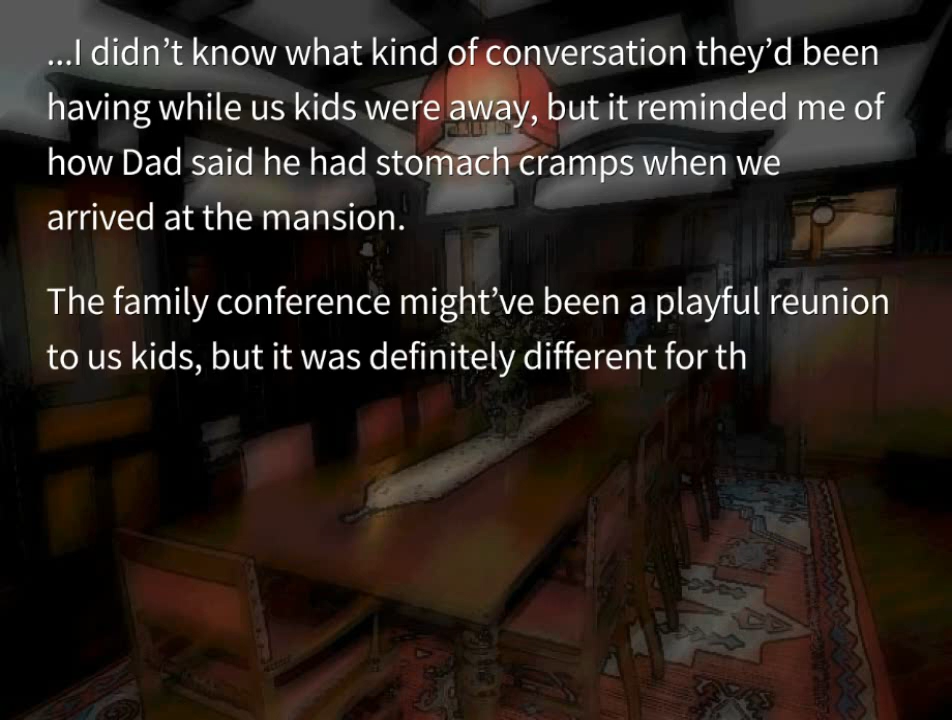 ...I didn’t know what kind of conversation they’d been
having while us kids were away, but it reminded me of
how Dad said he had stomach cramps when we
arrived at the mansion.
The family conference might’ve been a playful reunion
to us kids, but it was definitely different for th